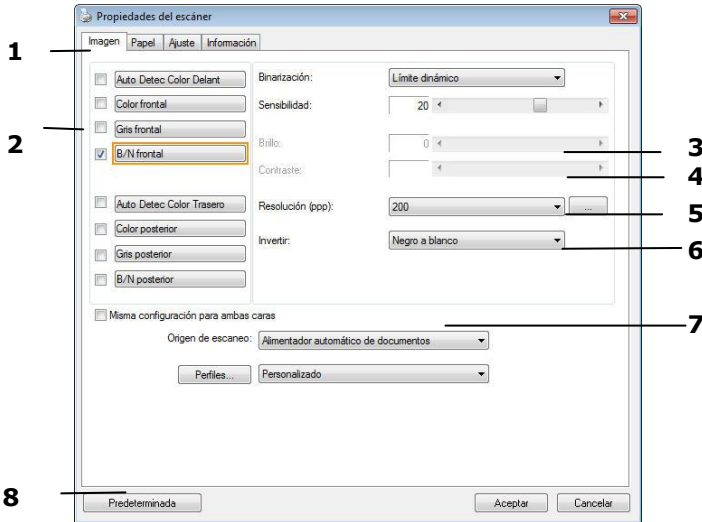 Propiedades del escáner
Imagen Papel Ajuste Información
1
Auto Detec Color Delant
Color frontal
Gris frontal
B/N frontal
Auto Detec Color Trasero
Color posterior
Gris posterior
B/N posterior
2
Binarización: Límite dinámico
Sensibilidad: 20
Brillo: 0
3
Contraste:
4
Resolución (ppp): 200 ...
5
Invertir: Negro a blanco
6
Misma configuración para ambas caras
7
Origen de escaneo: Alimentador automático de documentos
Perfiles... Personalizado
8
Predeterminada Aceptar Cancelar